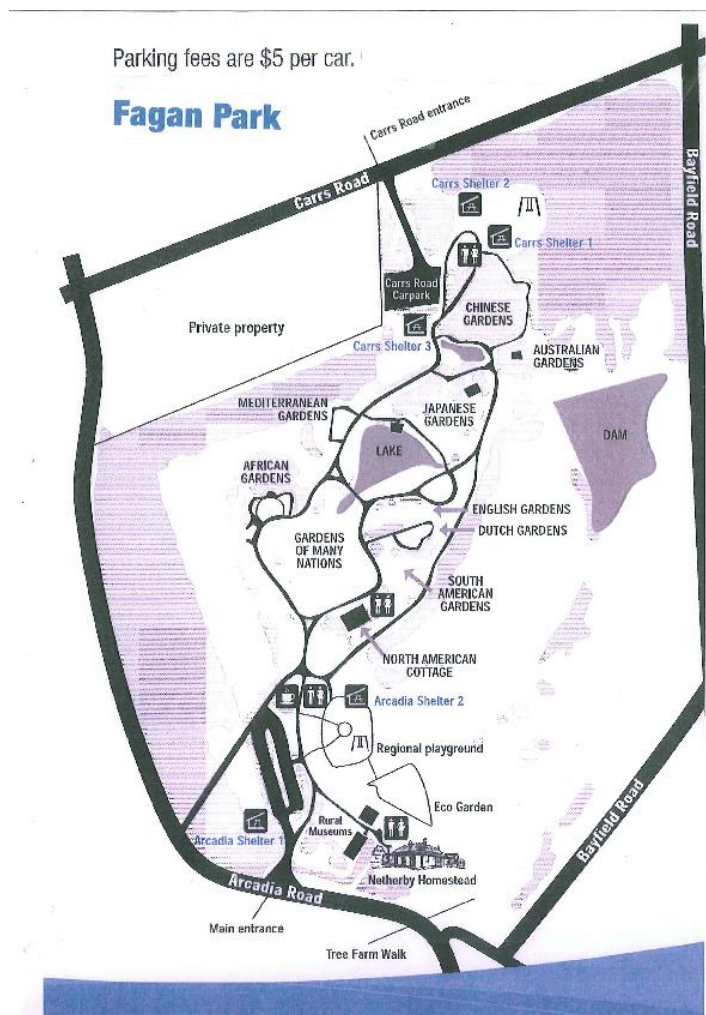 Parking fees are $5 per car.
Fagan Park
Carrs Road entrance
Carrs Road
Bayfield Road
Carrs Shelter 2
Carrs Shelter 1
Carrs Road
Carpark
CHINESE
GARDENS
Private property
Carrs Shelter 3
AUSTRALIAN
GARDENS
MEDITERRANEAN
GARDENS
JAPANESE
GARDENS
DAM
LAKE
AFRICAN
GARDENS
ENGLISH GARDENS
DUTCH GARDENS
GARDENS
OF MANY
NATIONS
SOUTH
AMERICAN
GARDENS
NORTH AMERICAN
COTTAGE
Arcadia Shelter 2
Regional playground
Eco Garden
Rural
Museums
Arcadia Shelter 1
Bayfield Road
Netherby Homestead
Arcadia Road
Main entrance
Tree Farm Walk